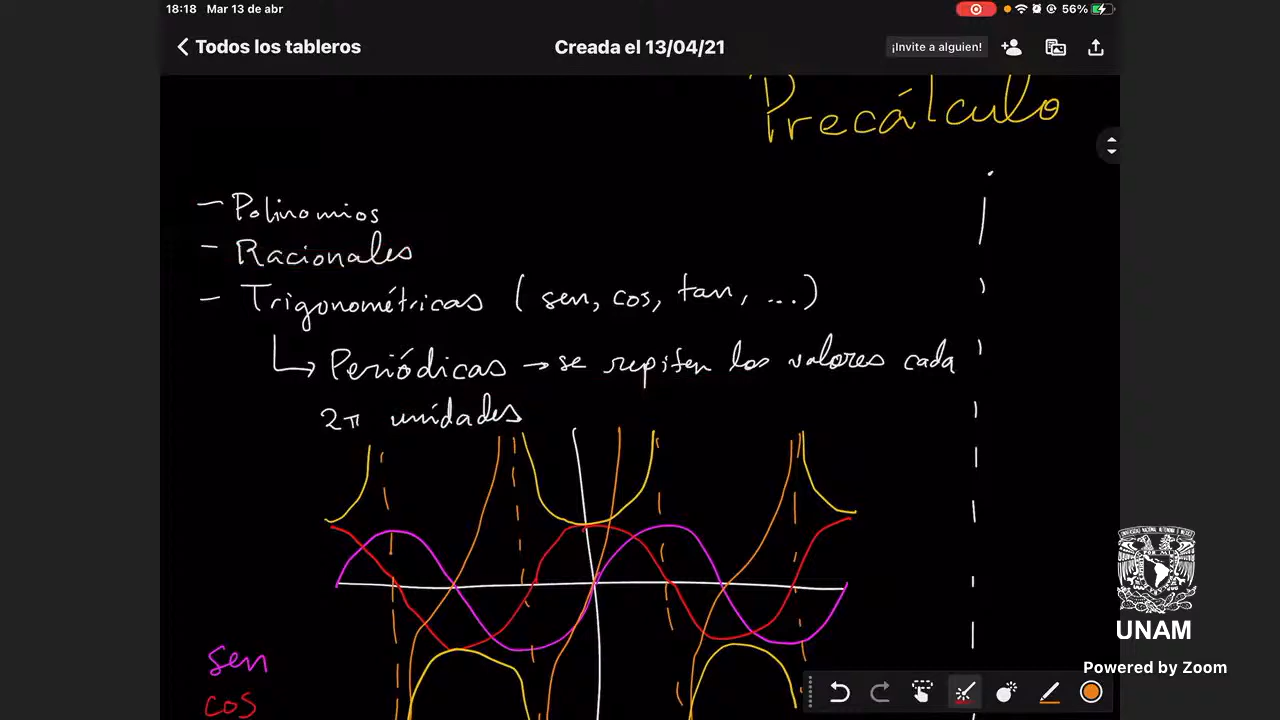 18:18 Mar 13 de abr
56%
Todos los tableros
Creada el 13/04/21
¡Invite a alguien!
Precálculo
- Polinomios
- Racionales
- Trigonométricas (sen, cos, tan, ...)
Periódicas → se repiten los valores cada
2π unidades
sen
cos
UNAM
Powered by Zoom